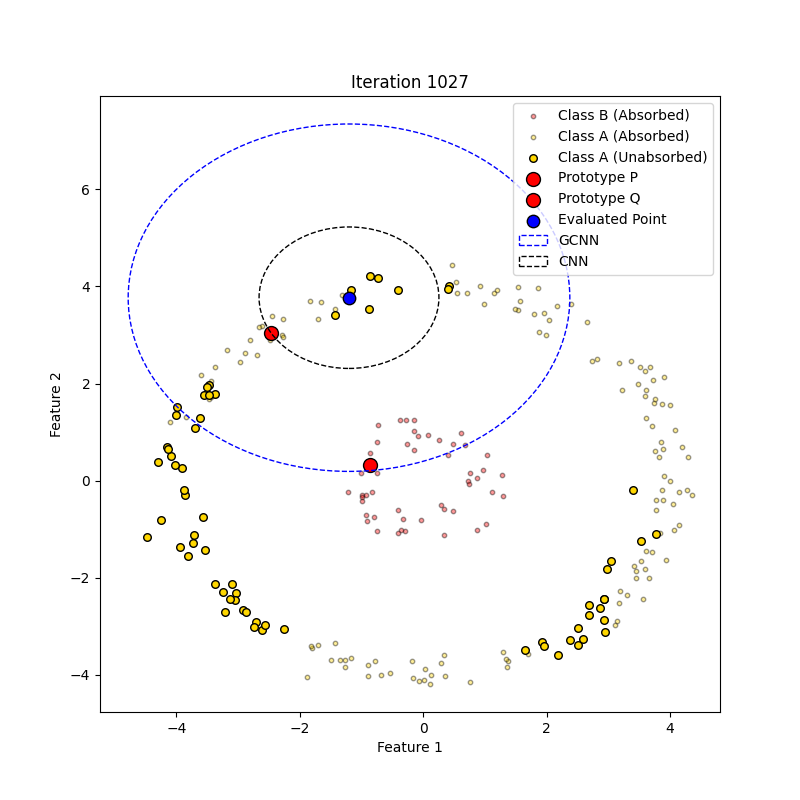 Iteration 1027
Class B (Absorbed)
Class A (Absorbed)
Class A (Unabsorbed)
Prototype P
Prototype Q
Evaluated Point
GCNN
CNN
Feature 2
6
4
2
0
−2
−4
−4
−2
0
2
4
Feature 1